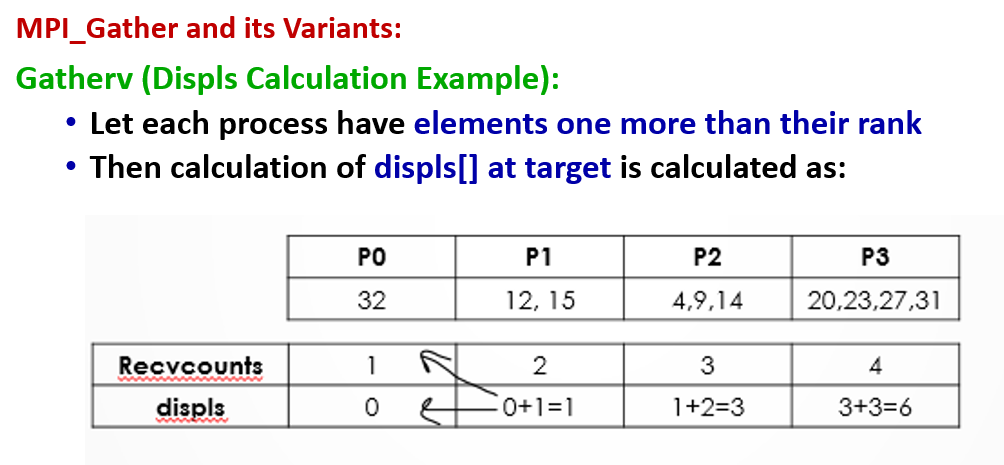 MPI_Gather and its Variants:
Gatherv (Displs Calculation Example):
• Let each process have elements one more than their rank
• Then calculation of displs[] at target is calculated as:
P0 P1 P2 P3
32 12, 15 4,9,14 20,23,27,31
Recvcounts 1 2 3 4
displs 0 0+1=1 1+2=3 3+3=6